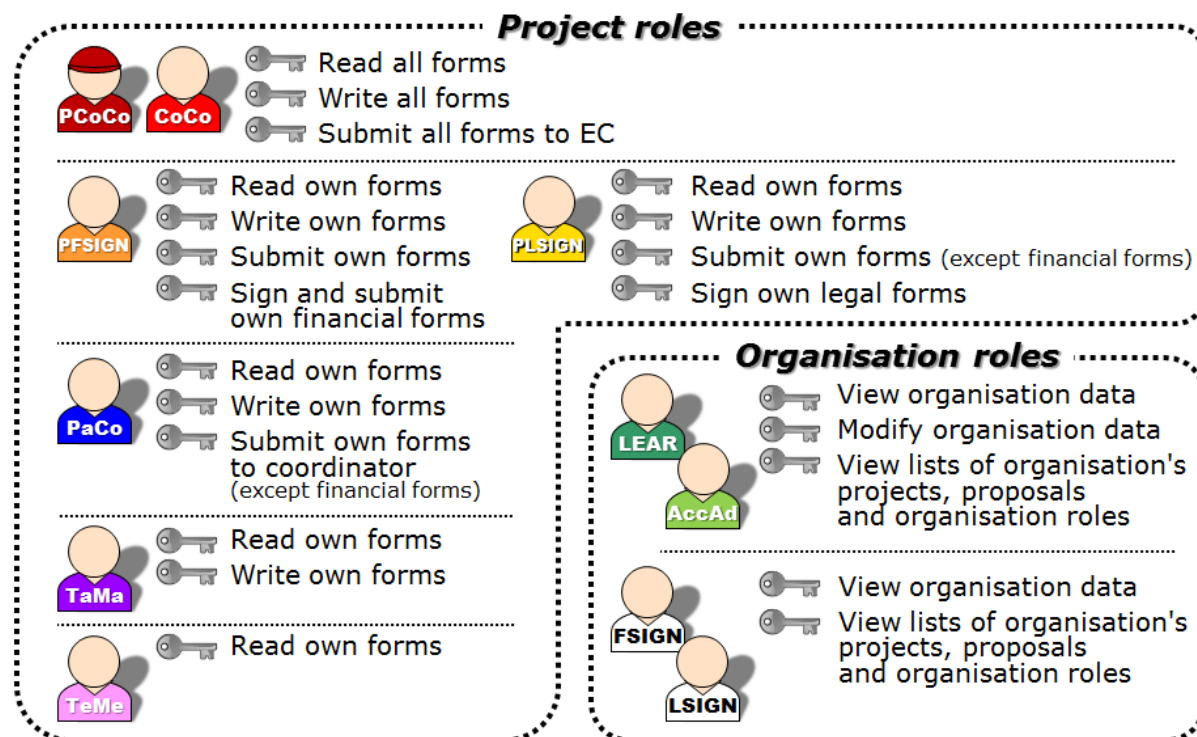 Project roles
PCoCo
CoCo
Read all forms
Write all forms
Submit all forms to EC
PFSIGN
Read own forms
Write own forms
Submit own forms
Sign and submit
own financial forms
PLSIGN
Read own forms
Write own forms
Submit own forms (except financial forms)
Sign own legal forms
PaCo
Read own forms
Write own forms
Submit own forms
to coordinator
(except financial forms)
TaMa
Read own forms
Write own forms
TeMe
Read own forms
Organisation roles
LEAR
AccAd
View organisation data
Modify organisation data
View lists of organisation's
projects, proposals
and organisation roles
FSIGN
LSIGN
View organisation data
View lists of organisation's
projects, proposals
and organisation roles